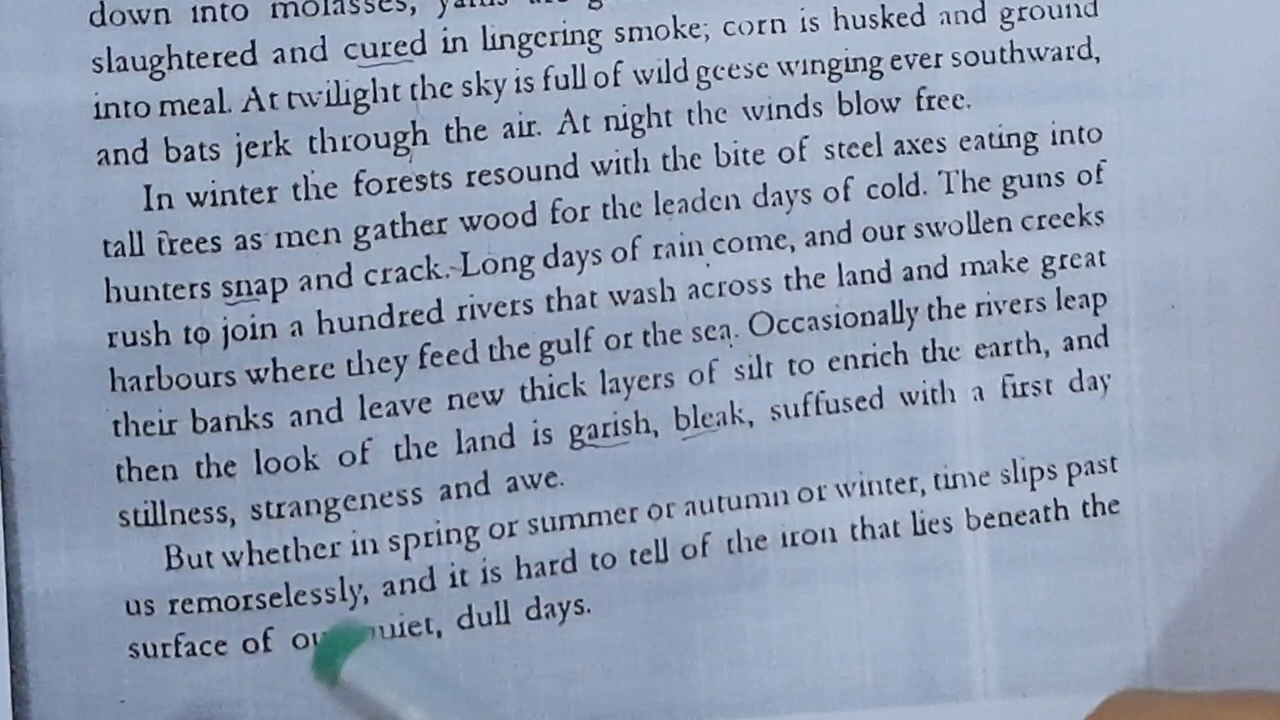 down into molasses,
slaughtered and cured in lingering smoke; corn is husked and ground
into meal. At twilight the sky is full of wild geese winging ever southward,
and bats jerk through the air. At night the winds blow free.
In winter the forests resound with the bite of steel axes eating into
tall trees as men gather wood for the leaden days of cold. The guns of
hunters snap and crack. Long days of rain come, and our swollen creeks
rush to join a hundred rivers that wash across the land and make great
harbours where they feed the gulf or the sea. Occasionally the rivers leap
their banks and leave new thick layers of silt to enrich the earth, and
then the look of the land is garish, bleak, suffused with a first day
stillness, strangeness and awe.
But whether in spring or summer or autumn or winter, time slips past
us remorselessly, and it is hard to tell of the iron that lies beneath the
surface of dull days.